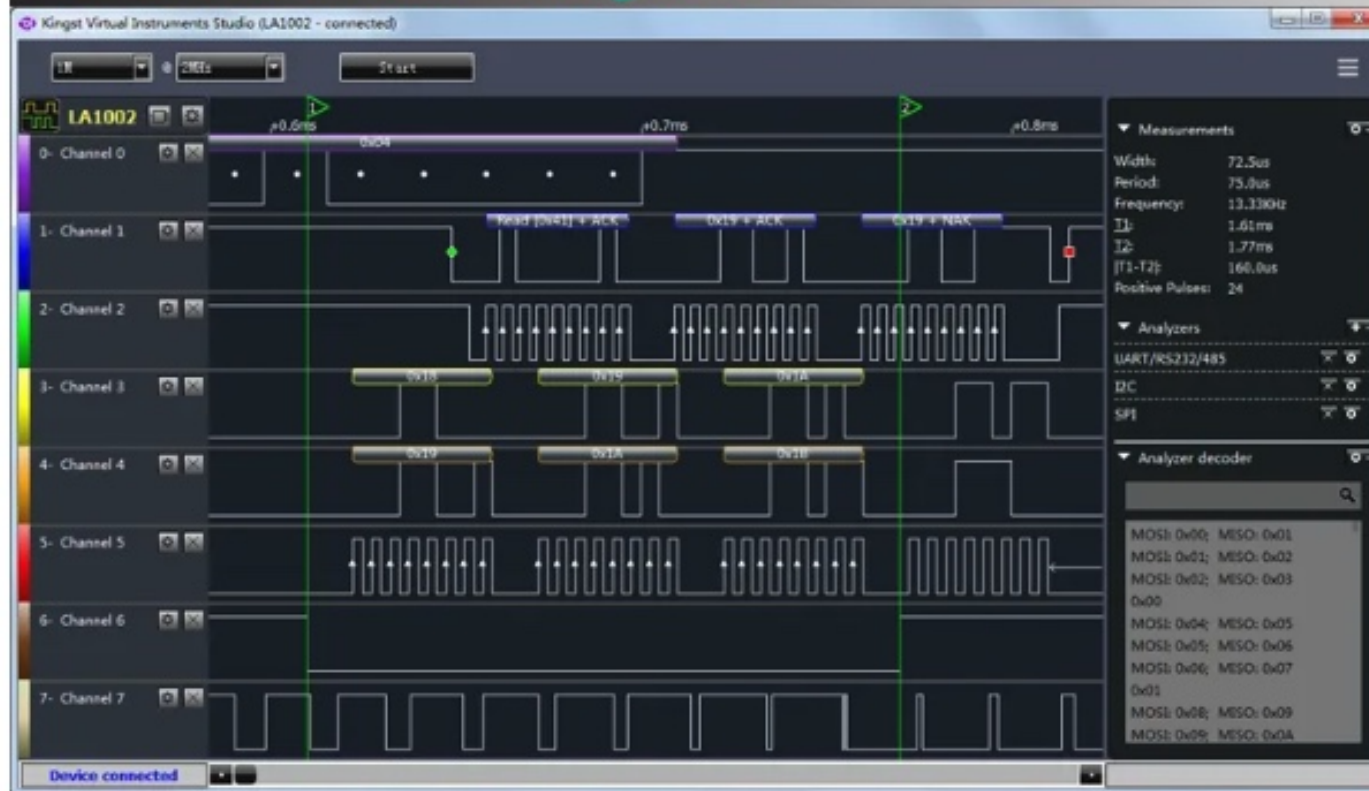 Kingst Virtual Instruments Studio (LA1002 - connected)
1M @ 2MHz Start
LA1002
1 2
+0.6ms +0.7ms +0.8ms
0- Channel 0
0x04
1- Channel 1
Read [0x41] + ACK 0x19 + ACK 0x19 + NAK
2- Channel 2
3- Channel 3
0x18 0x19 0x1A
4- Channel 4
0x19 0x1A 0x1B
5- Channel 5
6- Channel 6
7- Channel 7
Device connected
Measurements
Width: 72.5us
Period: 75.0us
Frequency: 13.33KHz
T1: 1.61ms
T2: 1.77ms
|T1-T2|: 160.0us
Positive Pulses: 24
Analyzers
UART/RS232/485
I2C
SPI
Analyzer decoder
MOSI: 0x00; MISO: 0x01
MOSI: 0x01; MISO: 0x02
MOSI: 0x02; MISO: 0x03
0x00
MOSI: 0x04; MISO: 0x05
MOSI: 0x05; MISO: 0x06
MOSI: 0x06; MISO: 0x07
0x01
MOSI: 0x08; MISO: 0x09
MOSI: 0x09; MISO: 0x0A